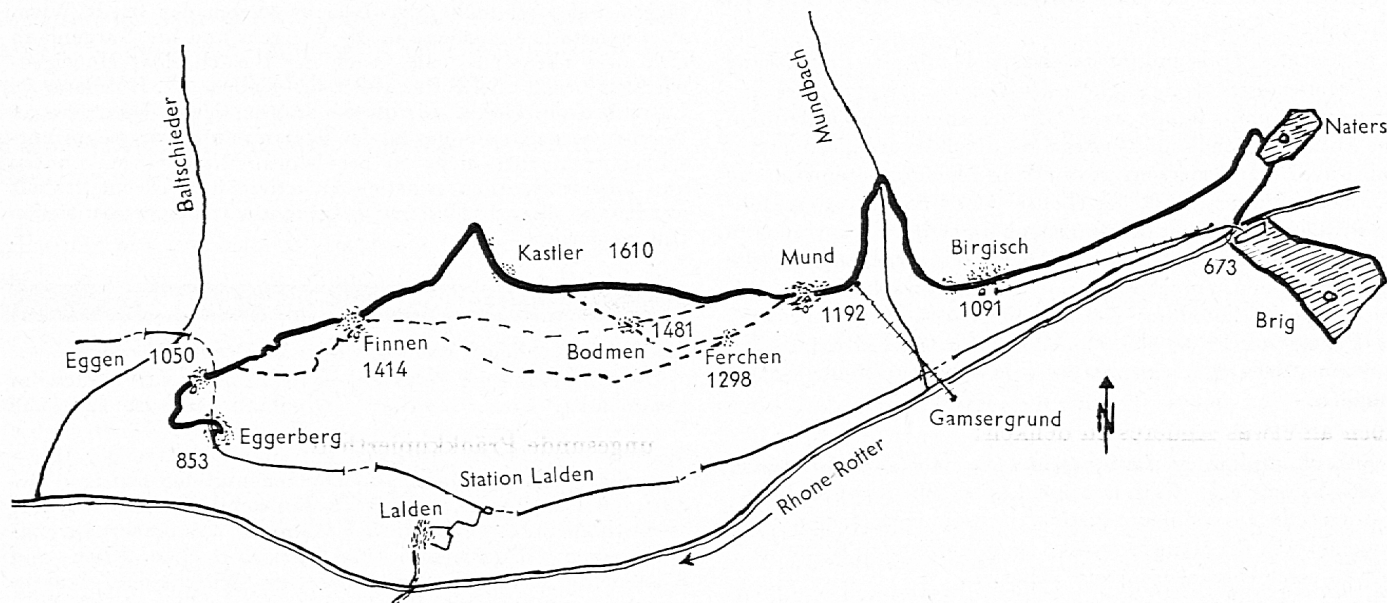 Baltschieder
Mundbach
Naters
Kastler 1610
Mund
Birgisch
673
1192
1091
Brig
Eggen 1050
Finnen
1414
Bodmen
1481
Ferchen
1298
Gamsergrund
N
Eggerberg
853
Station Lalden
Lalden
Rhone-Rotter